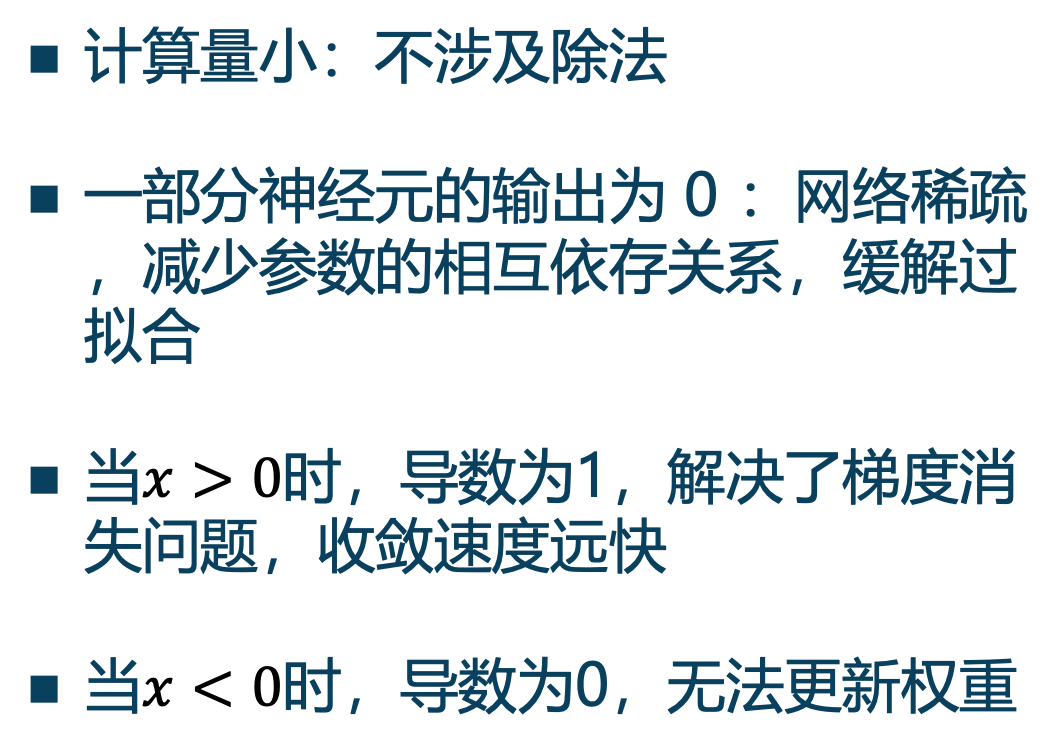 ■ 计算量小：不涉及除法
■ 一部分神经元的输出为 0 ：网络稀疏
，减少参数的相互依存关系，缓解过
拟合
■ 当x > 0时，导数为1，解决了梯度消
失问题，收敛速度远快
■ 当x < 0时，导数为0，无法更新权重